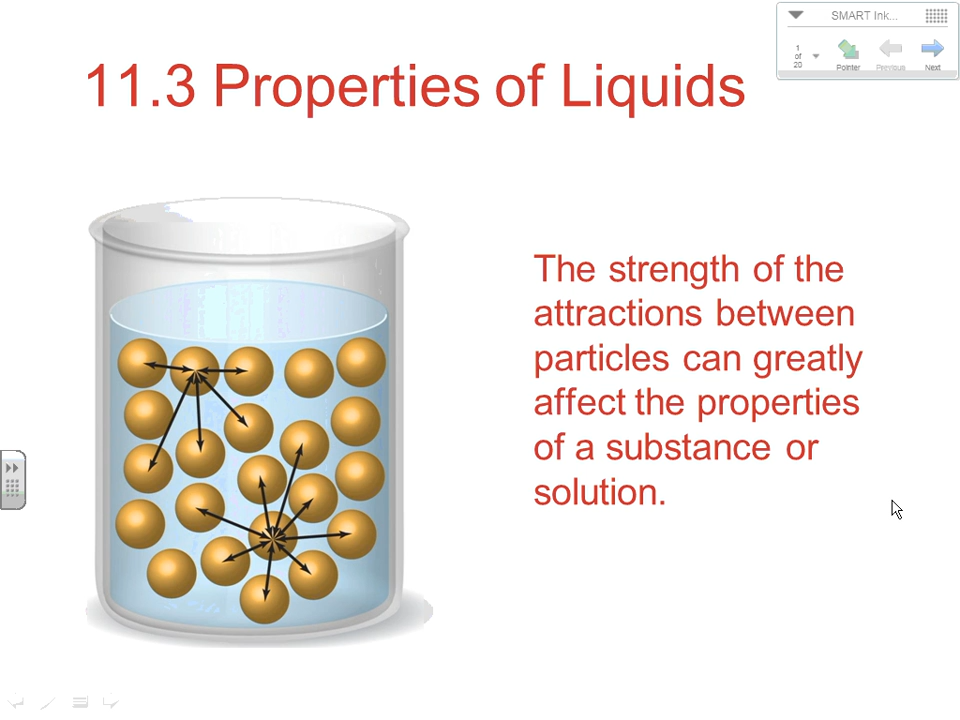 SMART Ink...
1
of
20
Pointer
Previous
Next
11.3 Properties of Liquids
The strength of the
attractions between
particles can greatly
affect the properties
of a substance or
solution.